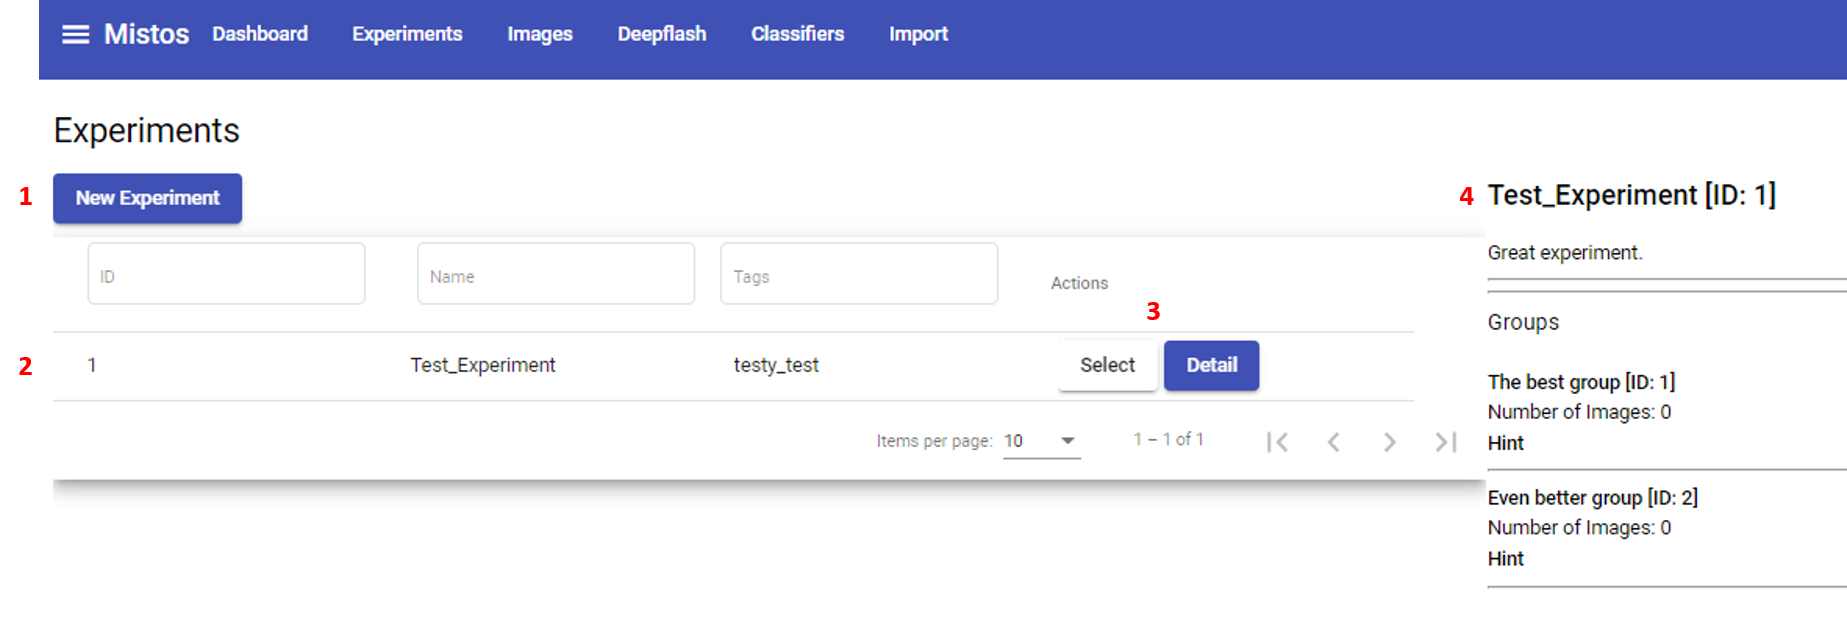 Mistos Dashboard Experiments Images Deepflash Classifiers Import
Experiments
1 New Experiment
ID Name Tags Actions
3
2 1 Test_Experiment testy_test Select Detail
Items per page: 10 1 – 1 of 1
4 Test_Experiment [ID: 1]
Great experiment.
Groups
The best group [ID: 1]
Number of Images: 0
Hint
Even better group [ID: 2]
Number of Images: 0
Hint